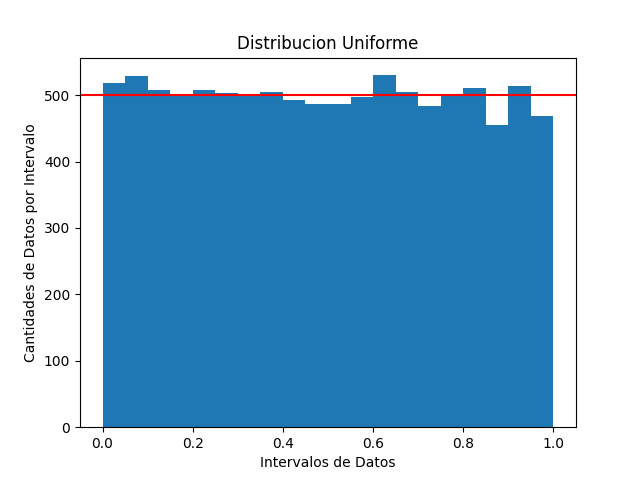 Distribucion Uniforme
Cantidades de Datos por Intervalo
500
400
300
200
100
0
0.0 0.2 0.4 0.6 0.8 1.0
Intervalos de Datos